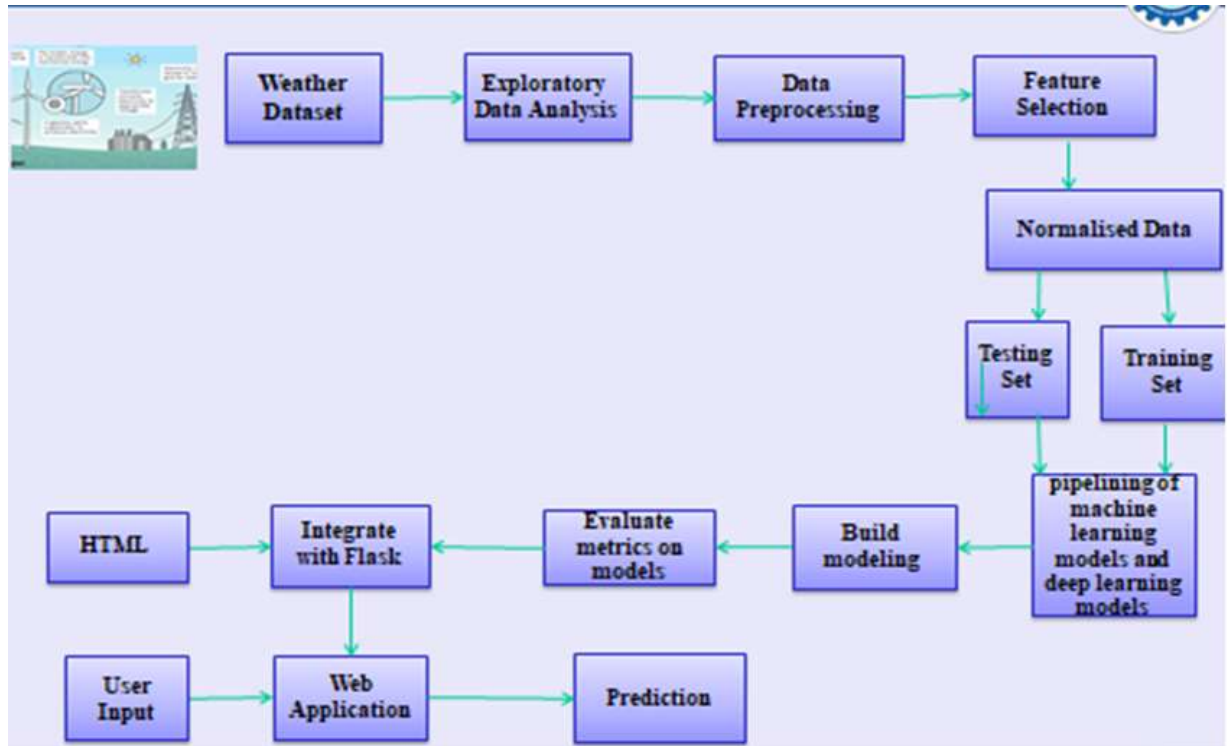 Weather
Dataset
Exploratory
Data Analysis
Data
Preprocessing
Feature
Selection
Normalised Data
Testing
Set
Training
Set
pipelining of
machine
learning
models and
deep learning
models
Build
modeling
Evaluate
metrics on
models
Integrate
with Flask
HTML
User
Input
Web
Application
Prediction